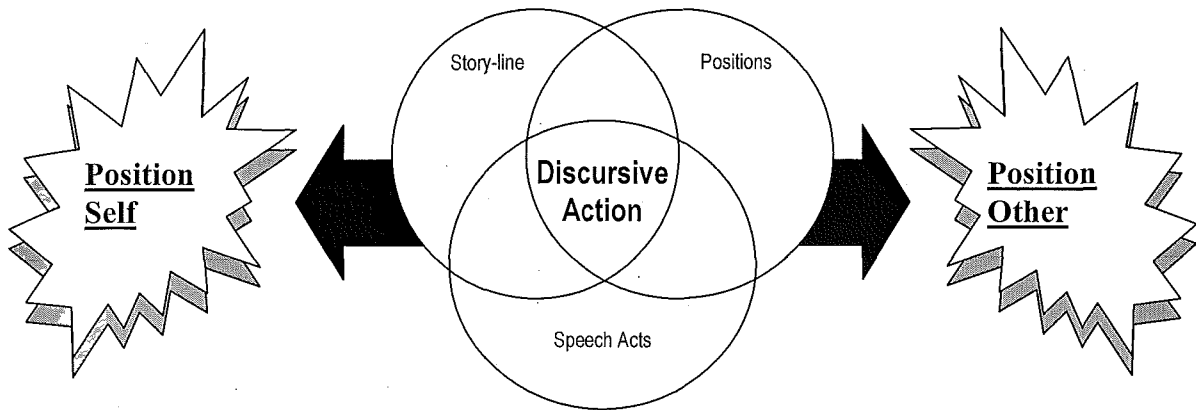 Story-line
Positions
Position
Self
Discursive
Action
Position
Other
Speech Acts